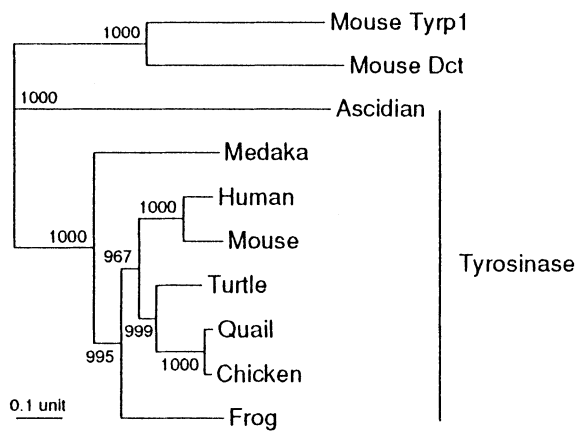 Mouse Tyrp1
1000
Mouse Dct
1000
Ascidian
Medaka
Human
1000
1000
Mouse
967
Tyrosinase
Turtle
999
Quail
995
1000
Chicken
0.1 unit
Frog